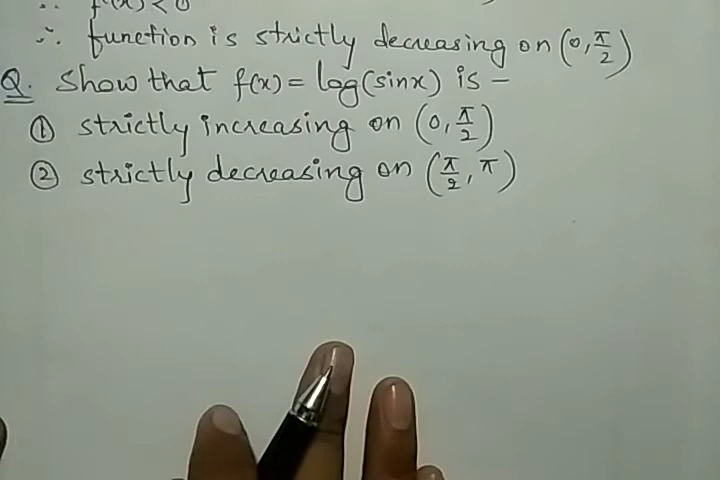 ∴ f'(x) < 0
∴ function is strictly decreasing on (0, π/2)
Q. Show that f(x) = log(sinx) is –
① strictly increasing on (0, π/2)
② strictly decreasing on (π/2, π)